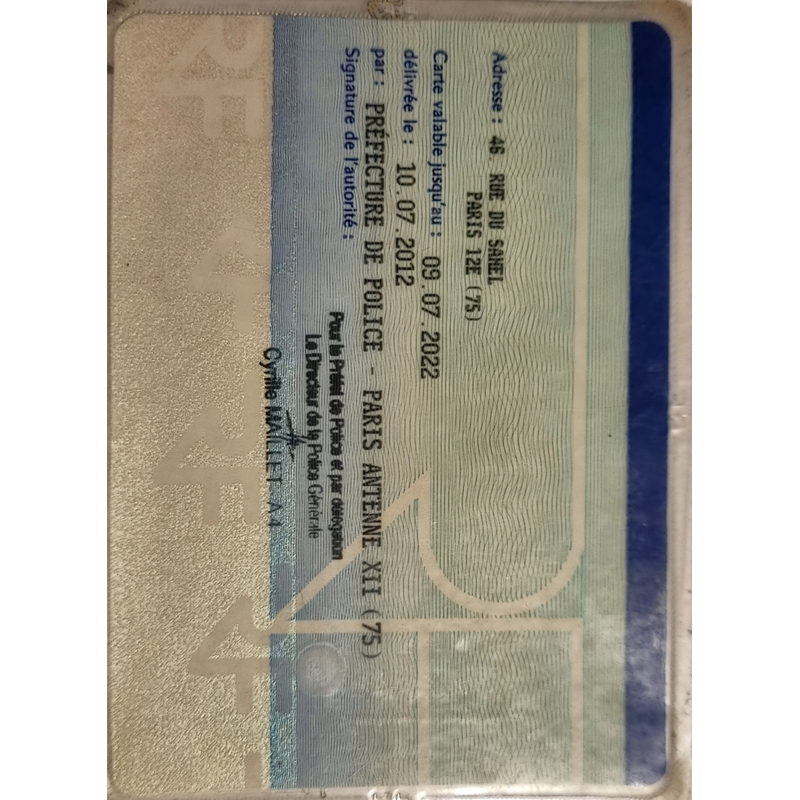 Adresse : 46 RUE DU SAHEL
PARIS 12E (75)
Carte valable jusqu'au : 09.07.2022
délivrée le : 10.07.2012
par : PRÉFECTURE DE POLICE - PARIS ANTENNE XII (75)
Signature de l'autorité :
Pour le Préfet de Police et par délégation
Le Directeur de la Police Générale
Cyrille MAILLET
RF
RF